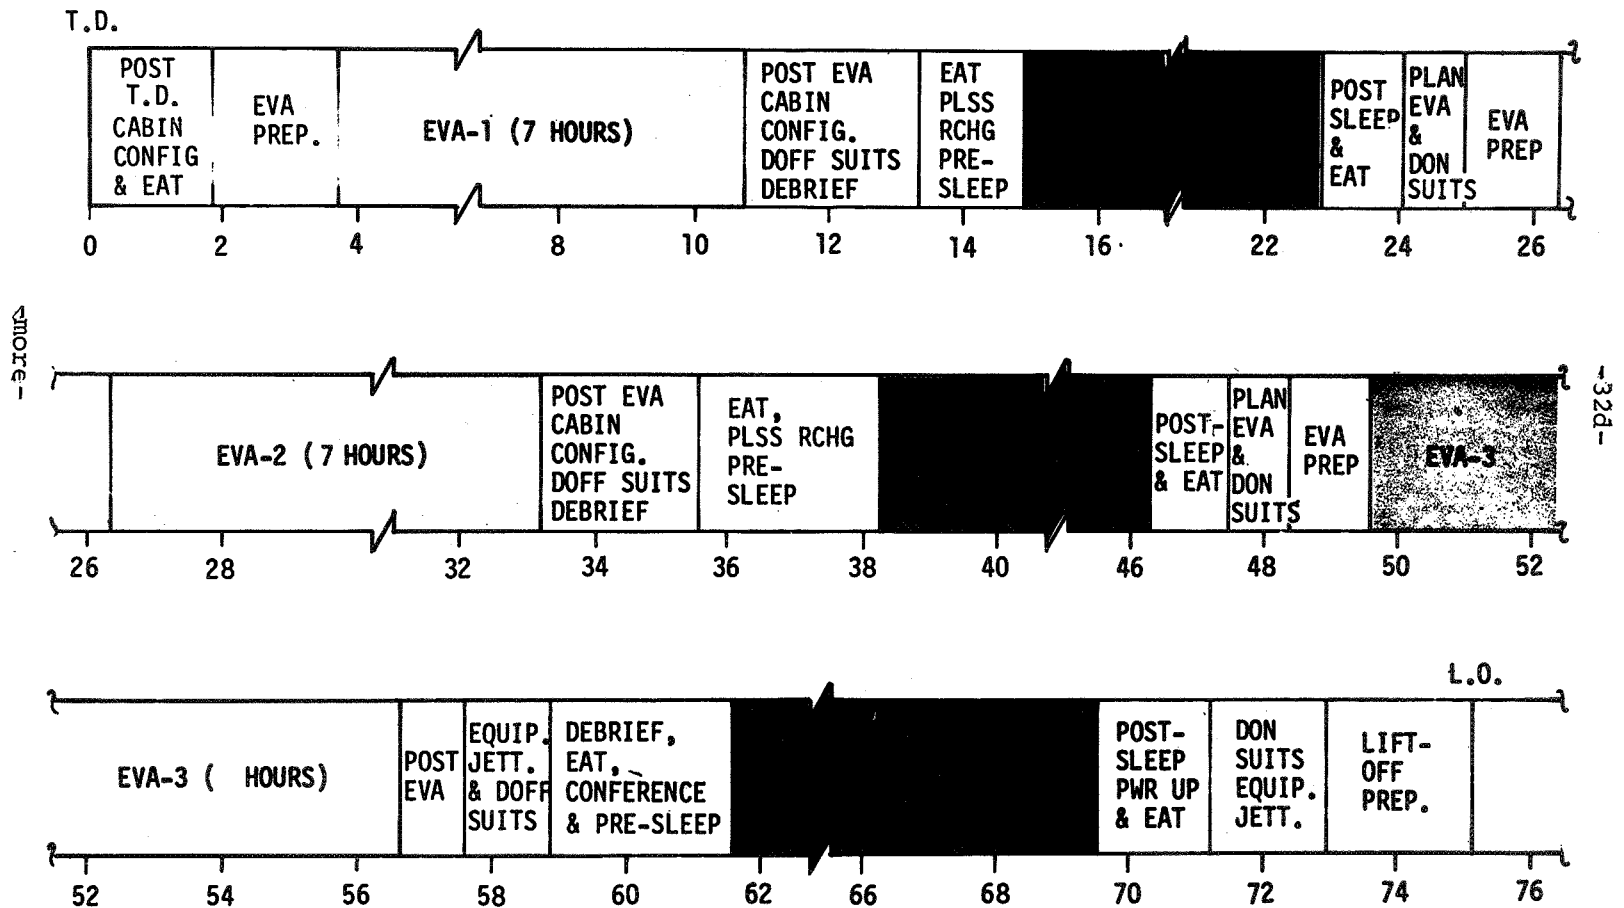 T.D.
POST
T.D.
CABIN
CONFIG
& EAT
EVA
PREP.
EVA-1 (7 HOURS)
POST EVA
CABIN
CONFIG.
DOFF SUITS
DEBRIEF
EAT
PLSS
RCHG
PRE-
SLEEP
POST
SLEEP
&
EAT
PLAN
EVA
&
DON
SUITS
EVA
PREP
0 2 4 8 10 12 14 16 22 24 26
-more-
-32d-
EVA-2 (7 HOURS)
POST EVA
CABIN
CONFIG.
DOFF SUITS
DEBRIEF
EAT,
PLSS RCHG
PRE-
SLEEP
POST-
SLEEP
& EAT
PLAN
EVA
&
DON
SUITS
EVA
PREP
EVA-3
26 28 32 34 36 38 40 46 48 50 52
L.O.
EVA-3 ( HOURS)
POST
EVA
EQUIP.
JETT.
& DOFF
SUITS
DEBRIEF,
EAT,
CONFERENCE
& PRE-SLEEP
POST-
SLEEP
PWR UP
& EAT
DON
SUITS
EQUIP.
JETT.
LIFT-
OFF
PREP.
52 54 56 58 60 62 66 68 70 72 74 76